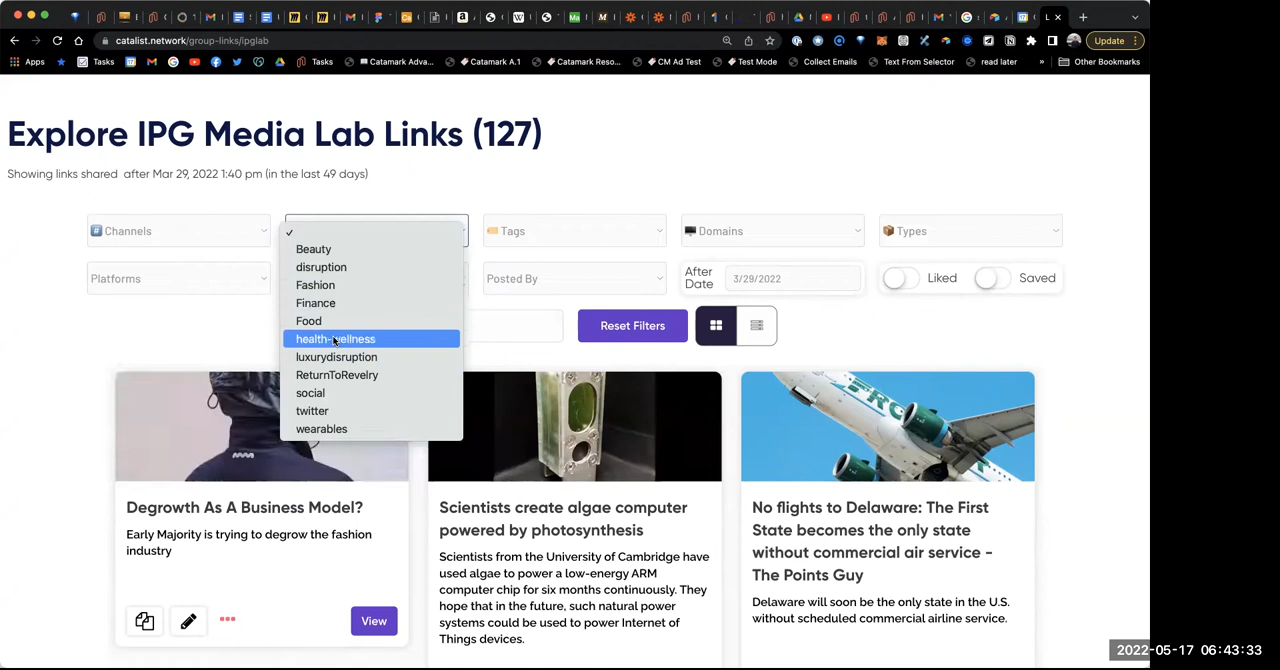 L
Update
catalist.network/group-links/ipglab
Apps
Tasks
Tasks
Catamark Adva...
Catamark A.1
Catamark Reso...
CM Ad Test
Test Mode
Collect Emails
Text From Selector
read later
»
Other Bookmarks
Explore IPG Media Lab Links (127)
Showing links shared after Mar 29, 2022 1:40 pm (in the last 49 days)
Channels
Tags
Domains
Types
Beauty
disruption
Fashion
Finance
Food
health-wellness
luxurydisruption
ReturnToRevelry
social
twitter
wearables
Platforms
Posted By
After
Date
3/29/2022
Liked
Saved
Reset Filters
Degrowth As A Business Model?
Early Majority is trying to degrow the fashion
industry
View
Scientists create algae computer
powered by photosynthesis
Scientists from the University of Cambridge have
used algae to power a low-energy ARM
computer chip for six months continuously. They
hope that in the future, such natural power
systems could be used to power Internet of
Things devices.
No flights to Delaware: The First
State becomes the only state
without commercial air service -
The Points Guy
Delaware will soon be the only state in the U.S.
without scheduled commercial airline service.
2022-05-17 06:43:33